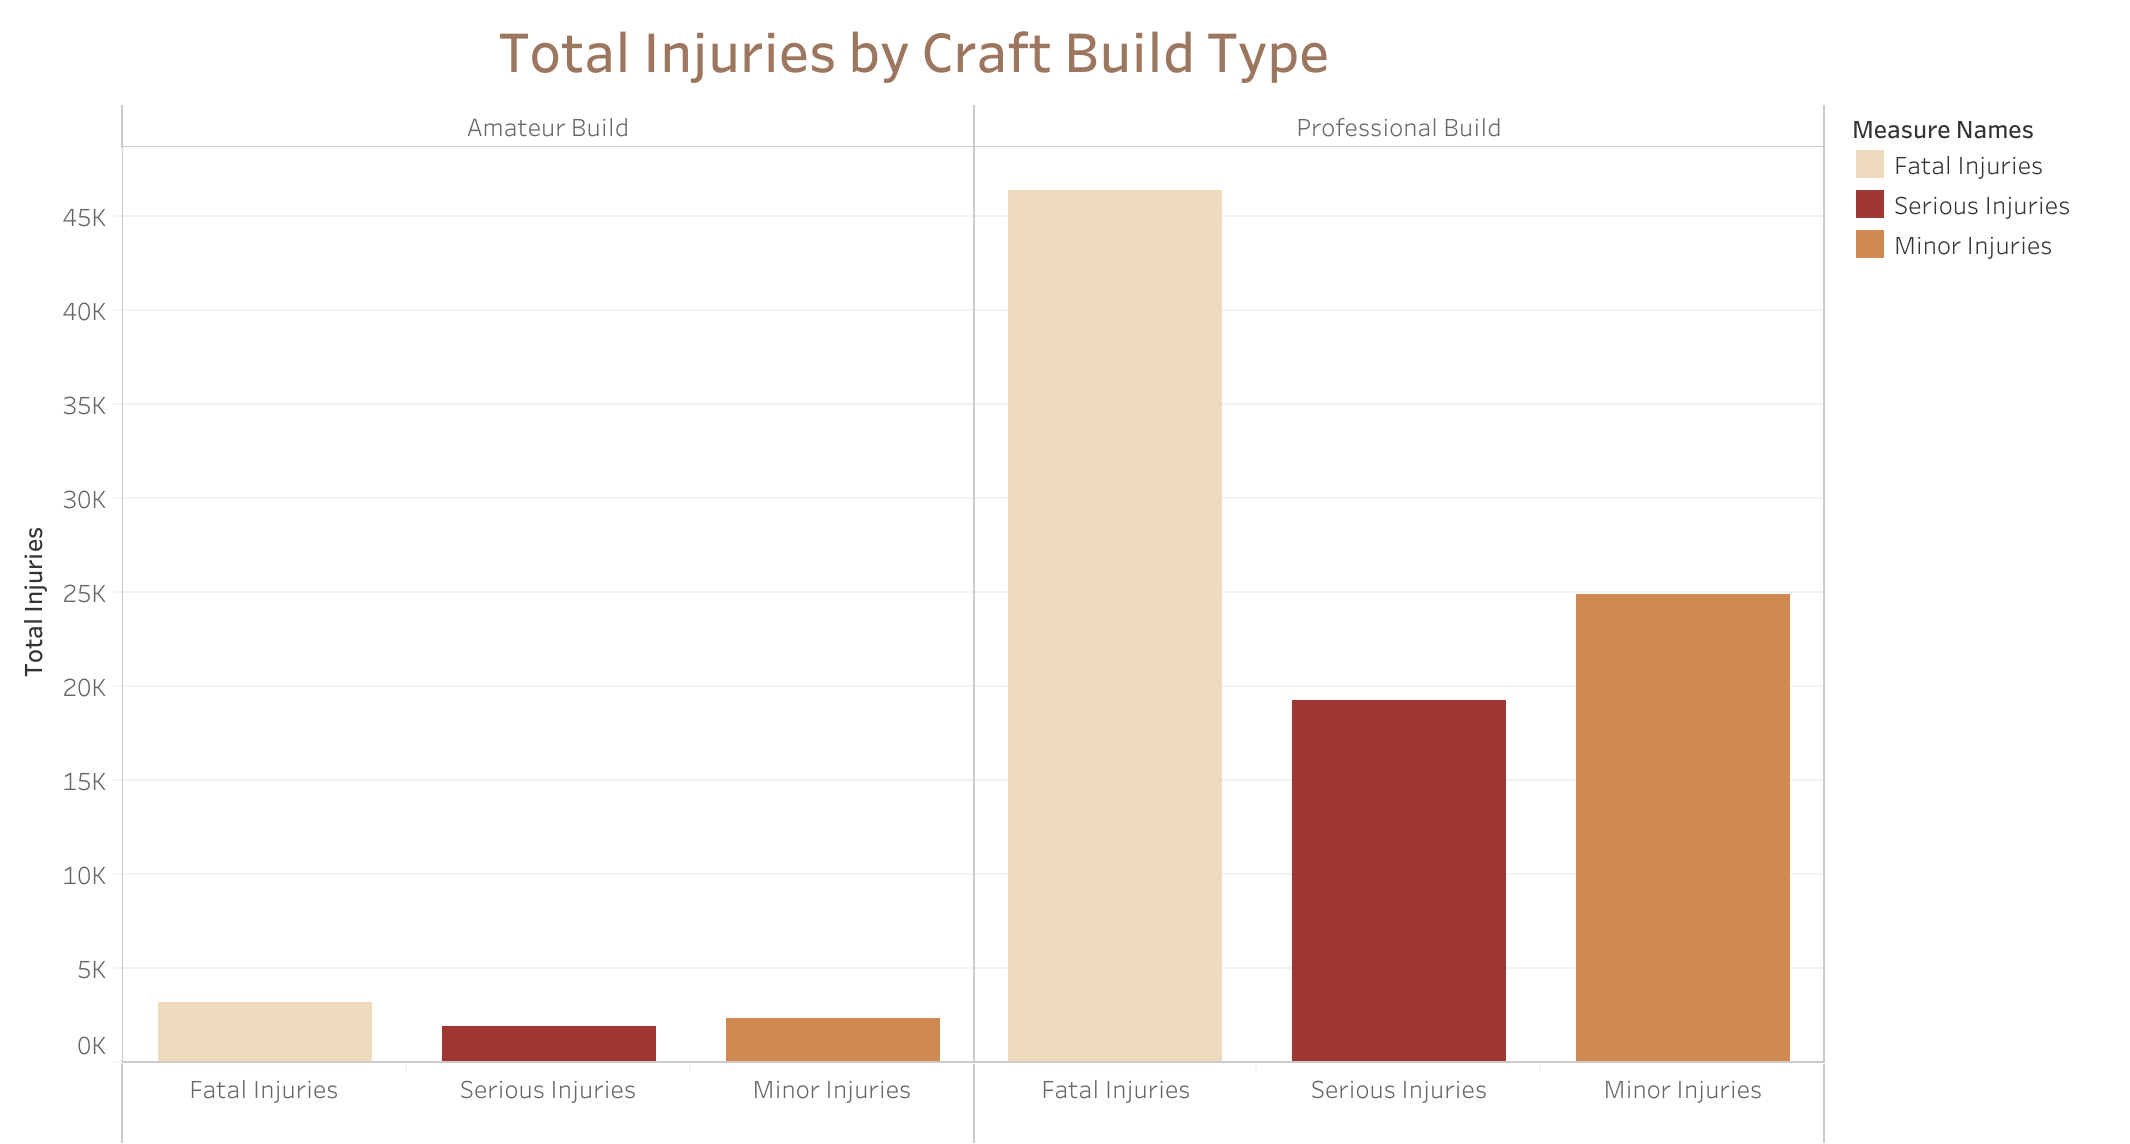 Total Injuries by Craft Build Type
Amateur Build
Professional Build
Measure Names
Fatal Injuries
Serious Injuries
Minor Injuries
Total Injuries
45K
40K
35K
30K
25K
20K
15K
10K
5K
0K
Fatal Injuries
Serious Injuries
Minor Injuries
Fatal Injuries
Serious Injuries
Minor Injuries